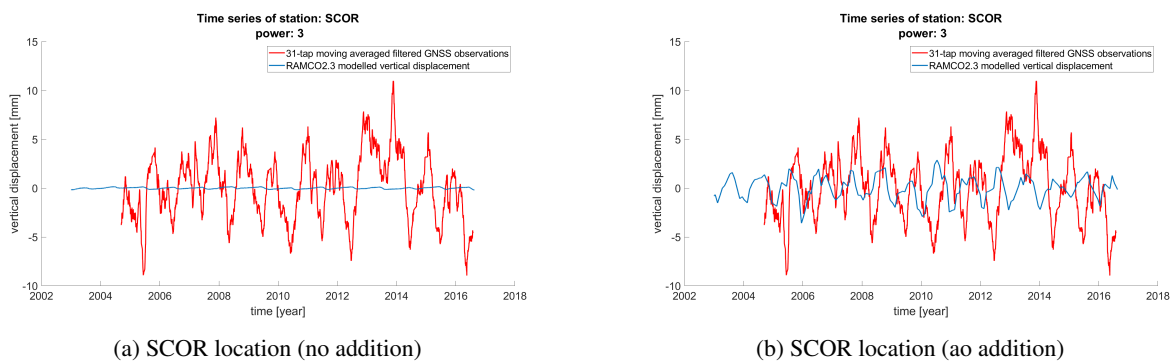 Time series of station: SCOR
power: 3
31-tap moving averaged filtered GNSS observations
RAMCO2.3 modelled vertical displacement
vertical displacement [mm]
15
10
5
0
-5
-10
2002
2004
2006
2008
2010
2012
2014
2016
2018
time [year]
(a) SCOR location (no addition)
Time series of station: SCOR
power: 3
31-tap moving averaged filtered GNSS observations
RAMCO2.3 modelled vertical displacement
vertical displacement [mm]
15
10
5
0
-5
-10
2002
2004
2006
2008
2010
2012
2014
2016
2018
time [year]
(b) SCOR location (ao addition)